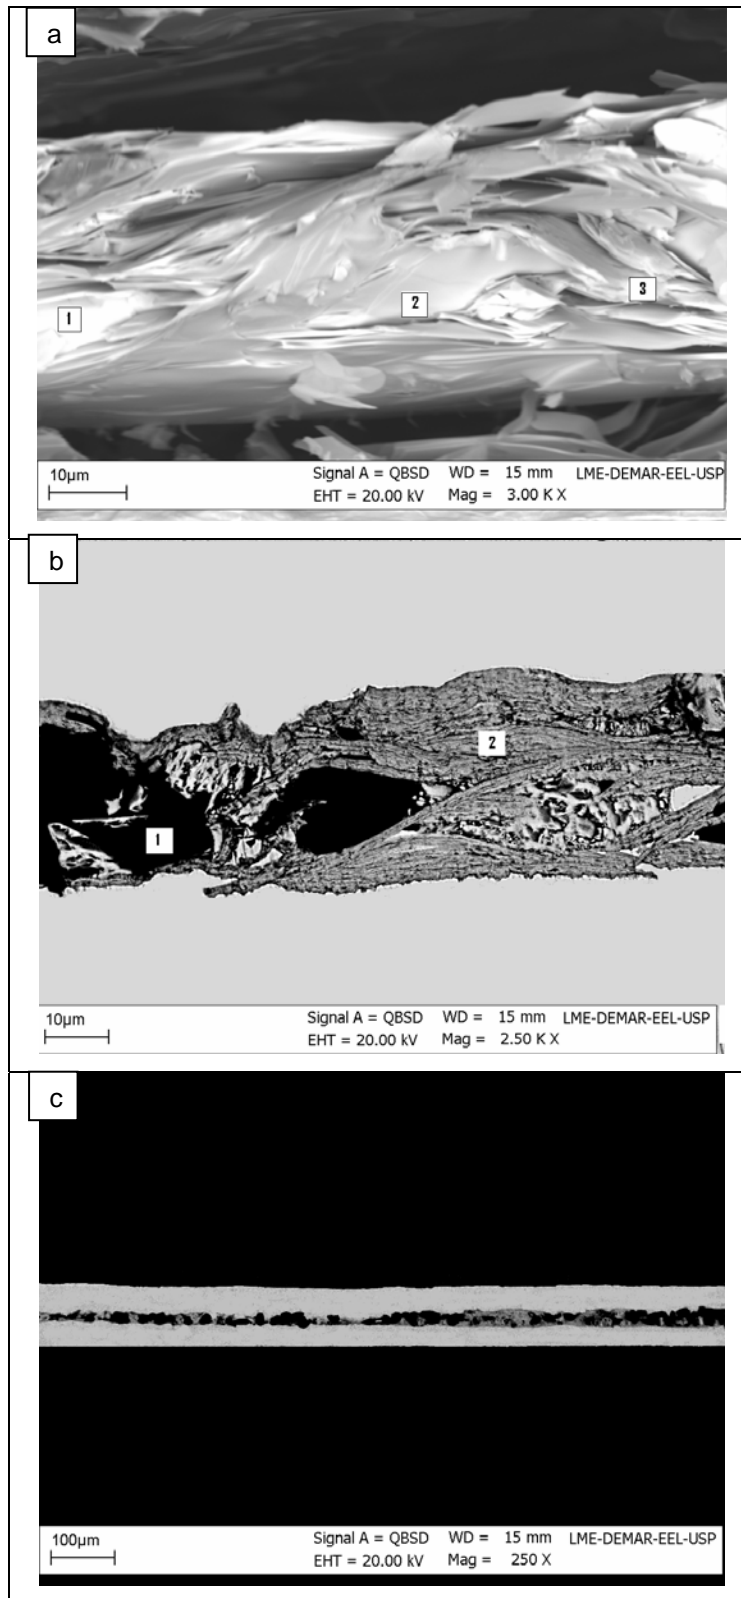 a
1
2
3
10µm
Signal A = QBSD WD = 15 mm LME-DEMAR-EEL-USP
EHT = 20.00 kV Mag = 3.00 K X
b
2
1
10µm
Signal A = QBSD WD = 15 mm LME-DEMAR-EEL-USP
EHT = 20.00 kV Mag = 2.50 K X
c
100µm
Signal A = QBSD WD = 15 mm LME-DEMAR-EEL-USP
EHT = 20.00 kV Mag = 250 X